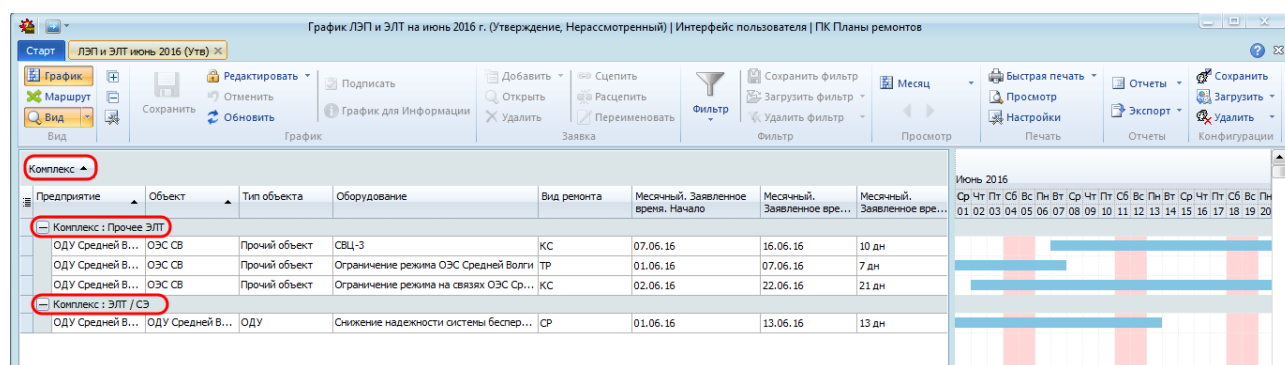 График ЛЭП и ЭЛТ на июнь 2016 г. (Утверждение, Нерассмотренный) | Интерфейс пользователя | ПК Планы ремонтов
Старт ЛЭП и ЭЛТ июнь 2016 (Утв)
График Редактировать Подписать Добавить Сцепить Сохранить фильтр Месяц Быстрая печать Отчеты Сохранить
Маршрут Сохранить Отменить График для Информации Открыть Расцепить Фильтр Загрузить фильтр Просмотр Экспорт Загрузить
Вид Обновить Удалить Переименовать Удалить фильтр Настройки Удалить
Вид График Заявка Фильтр Просмотр Печать Отчеты Конфигурации
Комплекс
Июнь 2016
Предприятие Объект Тип объекта Оборудование Вид ремонта Месячный. Заявленное время. Начало Месячный. Заявленное вре... Месячный. Заявленное вре... Ср Чт Пт Сб Вс Пн Вт Ср Чт Пт Сб Вс Пн Вт Ср Чт Пт Сб Вс Пн
01 02 03 04 05 06 07 08 09 10 11 12 13 14 15 16 17 18 19 20
Комплекс : Прочее ЭЛТ
ОДУ Средней В... ОЭС СВ Прочий объект СВЦ-3 КС 07.06.16 16.06.16 10 дн
ОДУ Средней В... ОЭС СВ Прочий объект Ограничение режима ОЭС Средней Волги ТР 01.06.16 07.06.16 7 дн
ОДУ Средней В... ОЭС СВ Прочий объект Ограничение режима на связях ОЭС Ср... КС 02.06.16 22.06.16 21 дн
Комплекс : ЭЛТ / СЭ
ОДУ Средней В... ОДУ Средней В... ОДУ Снижение надежности системы беспер... СР 01.06.16 13.06.16 13 дн